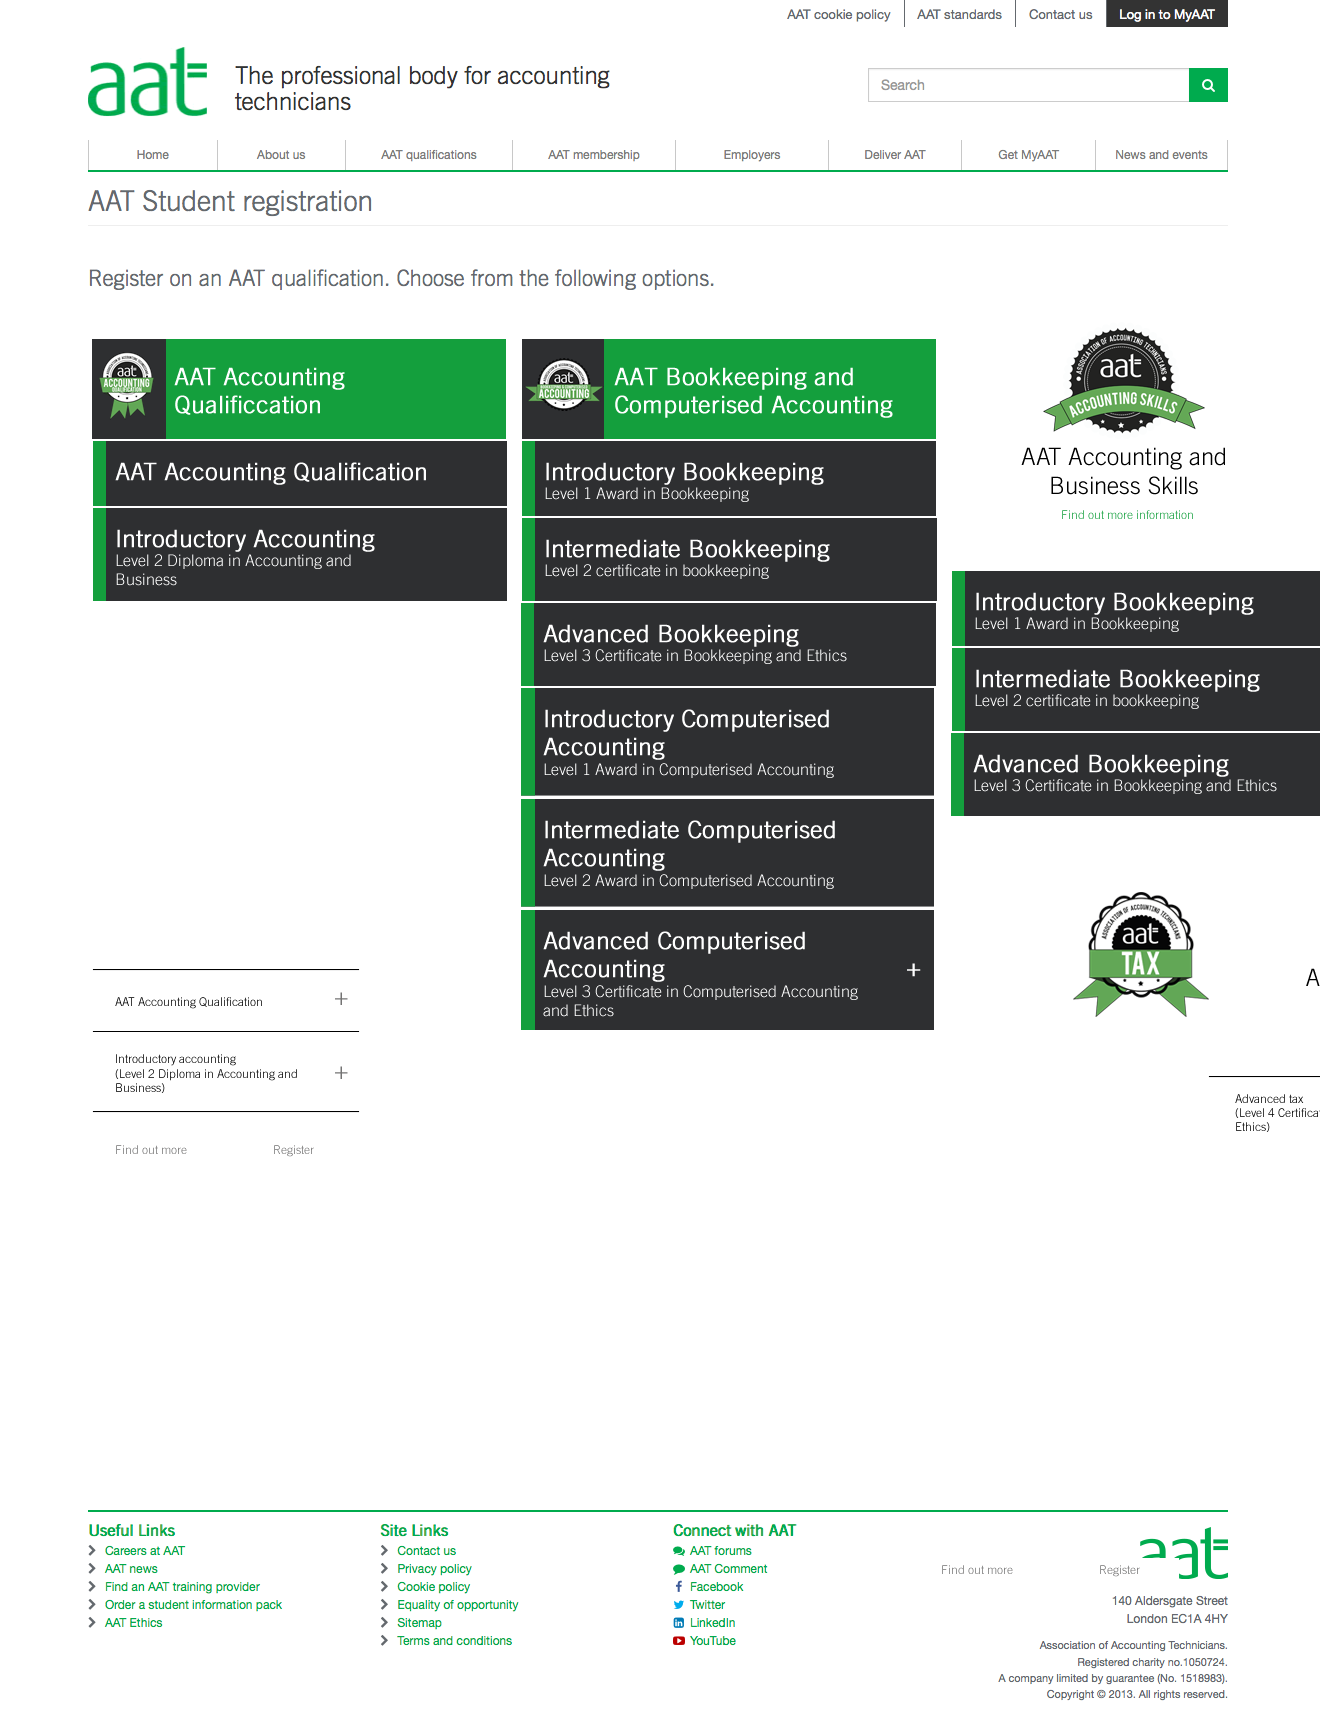 AAT cookie policy
AAT standards
Contact us
Log in to MyAAT
aat
The professional body for accounting
technicians
Search
Home
About us
AAT qualifications
AAT membership
Employers
Deliver AAT
Get MyAAT
News and events
AAT Student registration
Register on an AAT qualification. Choose from the following options.
aat
ACCOUNTING
QUALIFICATION
AAT Accounting
Qualificcation
AAT Accounting Qualification
Introductory Accounting
Level 2 Diploma in Accounting and
Business
aat
ACCOUNTING
AAT Bookkeeping and
Computerised Accounting
Introductory Bookkeeping
Level 1 Award in Bookkeeping
Intermediate Bookkeeping
Level 2 certificate in bookkeeping
Advanced Bookkeeping
Level 3 Certificate in Bookkeeping and Ethics
Introductory Computerised
Accounting
Level 1 Award in Computerised Accounting
Intermediate Computerised
Accounting
Level 2 Award in Computerised Accounting
Advanced Computerised
Accounting
Level 3 Certificate in Computerised Accounting
and Ethics
+
ASSOCIATION OF ACCOUNTING TECHNICIANS
aat
ACCOUNTING SKILLS
AAT Accounting and
Business Skills
Find out more information
Introductory Bookkeeping
Level 1 Award in Bookkeeping
Intermediate Bookkeeping
Level 2 certificate in bookkeeping
Advanced Bookkeeping
Level 3 Certificate in Bookkeeping and Ethics
ASSOCIATION OF ACCOUNTING TECHNICIANS
aat
TAX
A
Advanced tax
(Level 4 Certifica
Ethics)
AAT Accounting Qualification
+
Introductory accounting
(Level 2 Diploma in Accounting and
Business)
+
Find out more
Register
Useful Links
Careers at AAT
AAT news
Find an AAT training provider
Order a student information pack
AAT Ethics
Site Links
Contact us
Privacy policy
Cookie policy
Equality of opportunity
Sitemap
Terms and conditions
Connect with AAT
AAT forums
AAT Comment
Facebook
Twitter
LinkedIn
YouTube
Find out more
Register
aat
140 Aldersgate Street
London EC1A 4HY
Association of Accounting Technicians.
Registered charity no.1050724.
A company limited by guarantee (No. 1518983).
Copyright © 2013. All rights reserved.